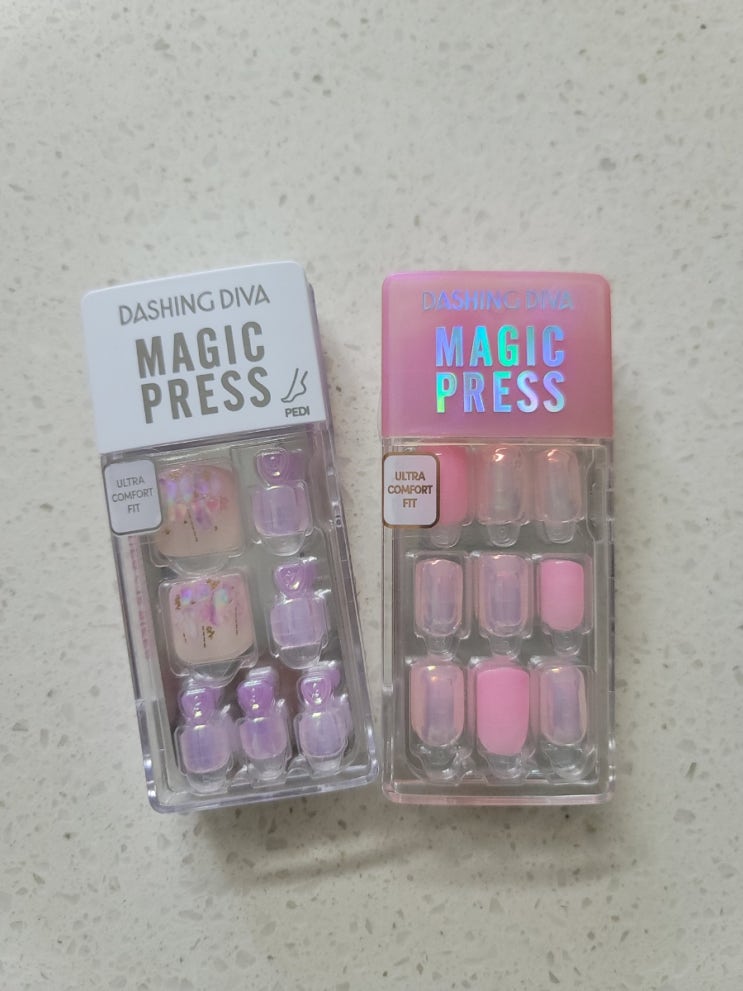 DASHING DIVA
MAGIC
PRESS
PEDI
ULTRA
COMFORT
FIT
DASHING DIVA
MAGIC
PRESS
ULTRA
COMFORT
FIT